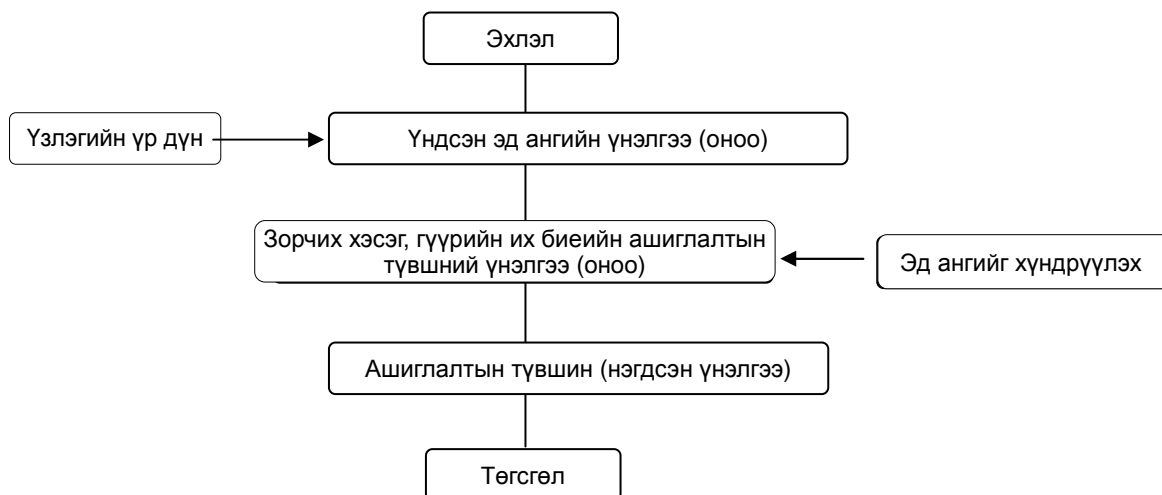 Эхлэл
Үзлэгийн үр дүн
Үндсэн эд ангийн үнэлгээ (оноо)
Зорчих хэсэг, гүүрийн их биеийн ашиглалтын
түвшний үнэлгээ (оноо)
Эд ангийг хүндрүүлэх
Ашиглалтын түвшин (нэгдсэн үнэлгээ)
Төгсгөл